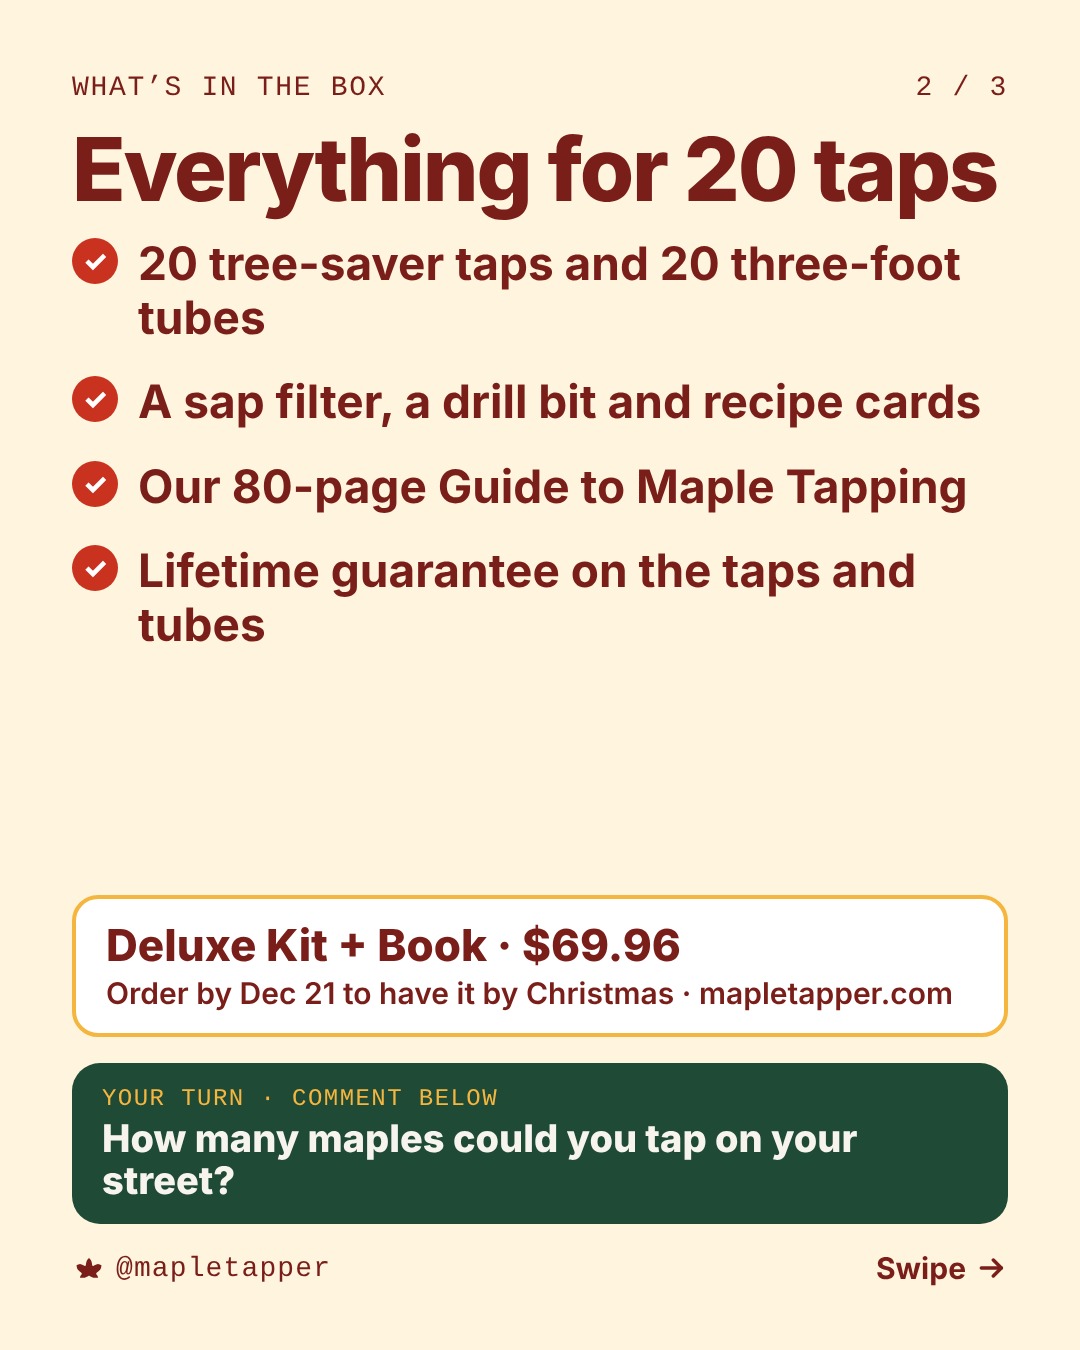 WHAT’S IN THE BOX
2 / 3
Everything for 20 taps
20 tree-saver taps and 20 three-foot
tubes
A sap filter, a drill bit and recipe cards
Our 80-page Guide to Maple Tapping
Lifetime guarantee on the taps and
tubes
Deluxe Kit + Book · $69.96
Order by Dec 21 to have it by Christmas · mapletapper.com
YOUR TURN · COMMENT BELOW
How many maples could you tap on your
street?
@mapletapper
Swipe →